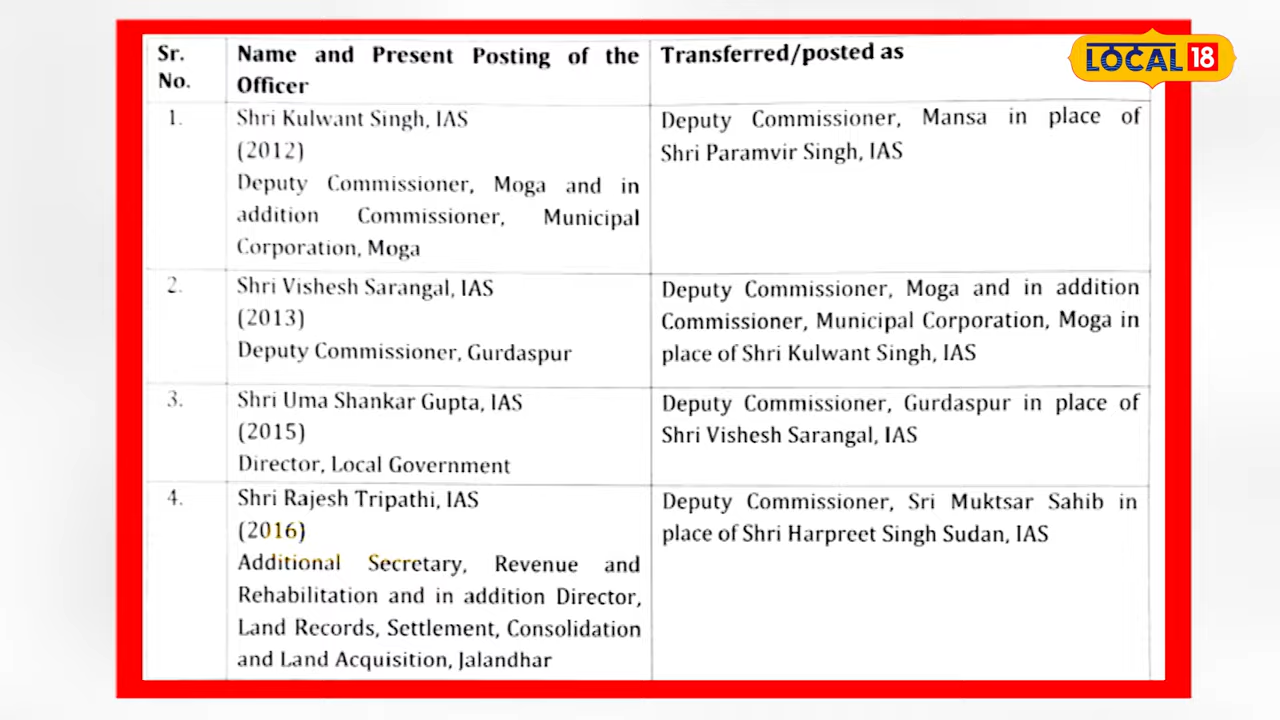 LOCAL 18
Sr.
No.
Name and Present Posting of the
Officer
Transferred/posted as
1.
Shri Kulwant Singh, IAS
(2012)
Deputy Commissioner, Moga and in
addition Commissioner, Municipal
Corporation, Moga
Deputy Commissioner, Mansa in place of
Shri Paramvir Singh, IAS
2.
Shri Vishesh Sarangal, IAS
(2013)
Deputy Commissioner, Gurdaspur
Deputy Commissioner, Moga and in addition
Commissioner, Municipal Corporation, Moga in
place of Shri Kulwant Singh, IAS
3.
Shri Uma Shankar Gupta, IAS
(2015)
Director, Local Government
Deputy Commissioner, Gurdaspur in place of
Shri Vishesh Sarangal, IAS
4.
Shri Rajesh Tripathi, IAS
(2016)
Additional Secretary, Revenue and
Rehabilitation and in addition Director,
Land Records, Settlement, Consolidation
and Land Acquisition, Jalandhar
Deputy Commissioner, Sri Muktsar Sahib in
place of Shri Harpreet Singh Sudan, IAS